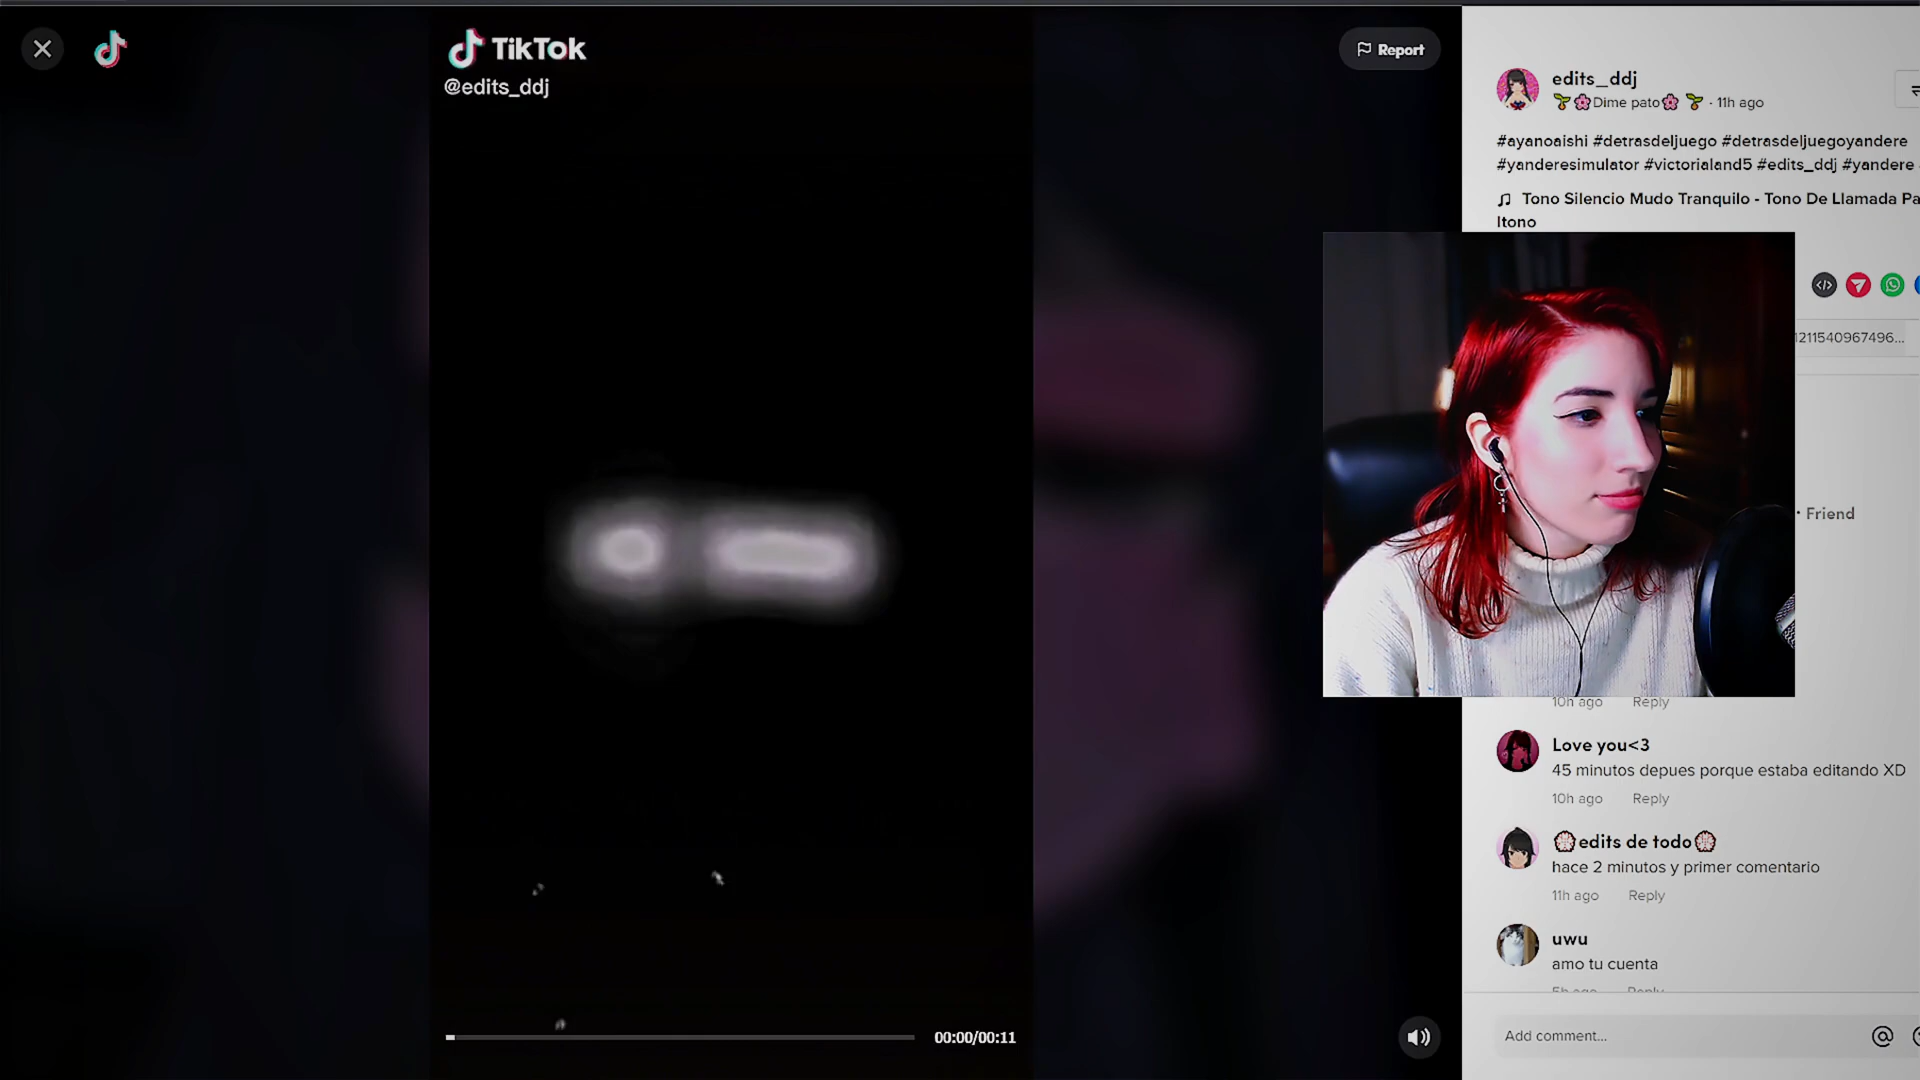 TikTok
@edits_ddj
Report
00:00/00:11
edits_ddj
Dime pato · 11h ago
#ayanoaishi #detrasdeljuego #detrasdeljuegoyandere
#yanderesimulator #victorialand5 #edits_ddj #yandere
Tono Silencio Mudo Tranquilo - Tono De Llamada Pa
Itono
1211540967496...
· Friend
10h ago Reply
Love you<3
45 minutos depues porque estaba editando XD
10h ago Reply
edits de todo
hace 2 minutos y primer comentario
11h ago Reply
uwu
amo tu cuenta
5h ago Reply
Add comment...